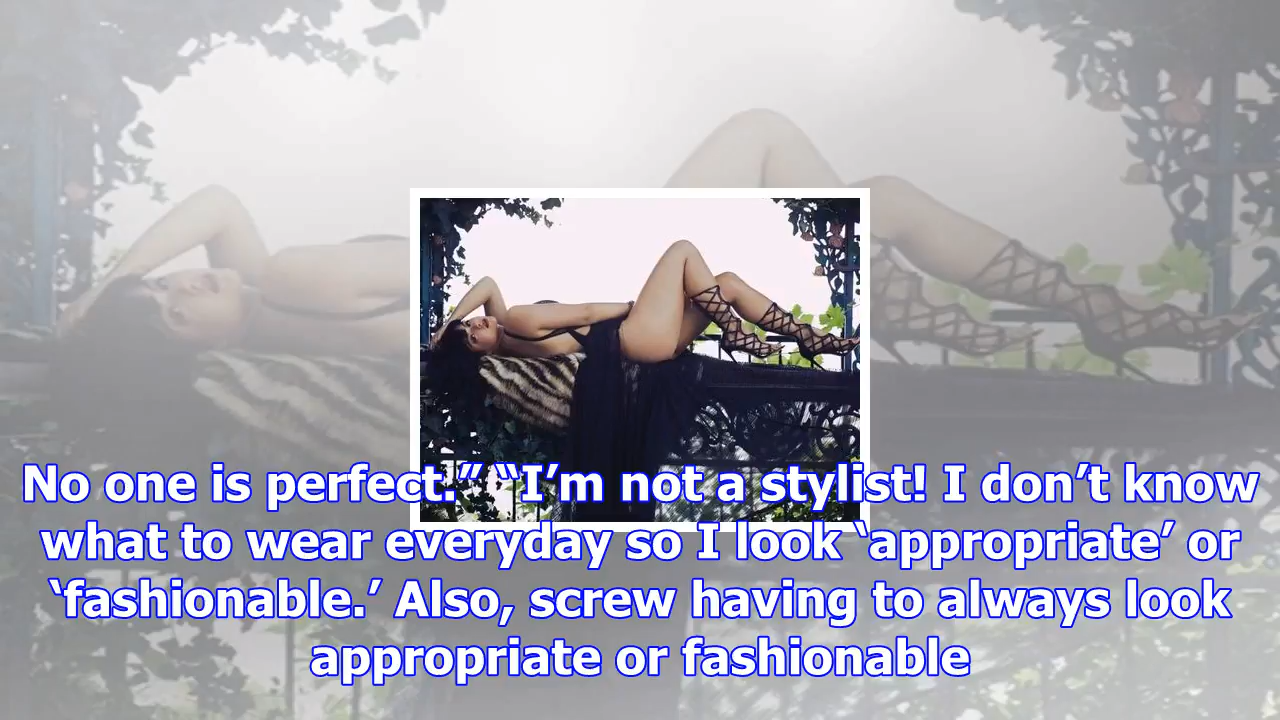 No one is perfect.” “I’m not a stylist! I don’t know
what to wear everyday so I look ‘appropriate’ or
‘fashionable.’ Also, screw having to always look
appropriate or fashionable